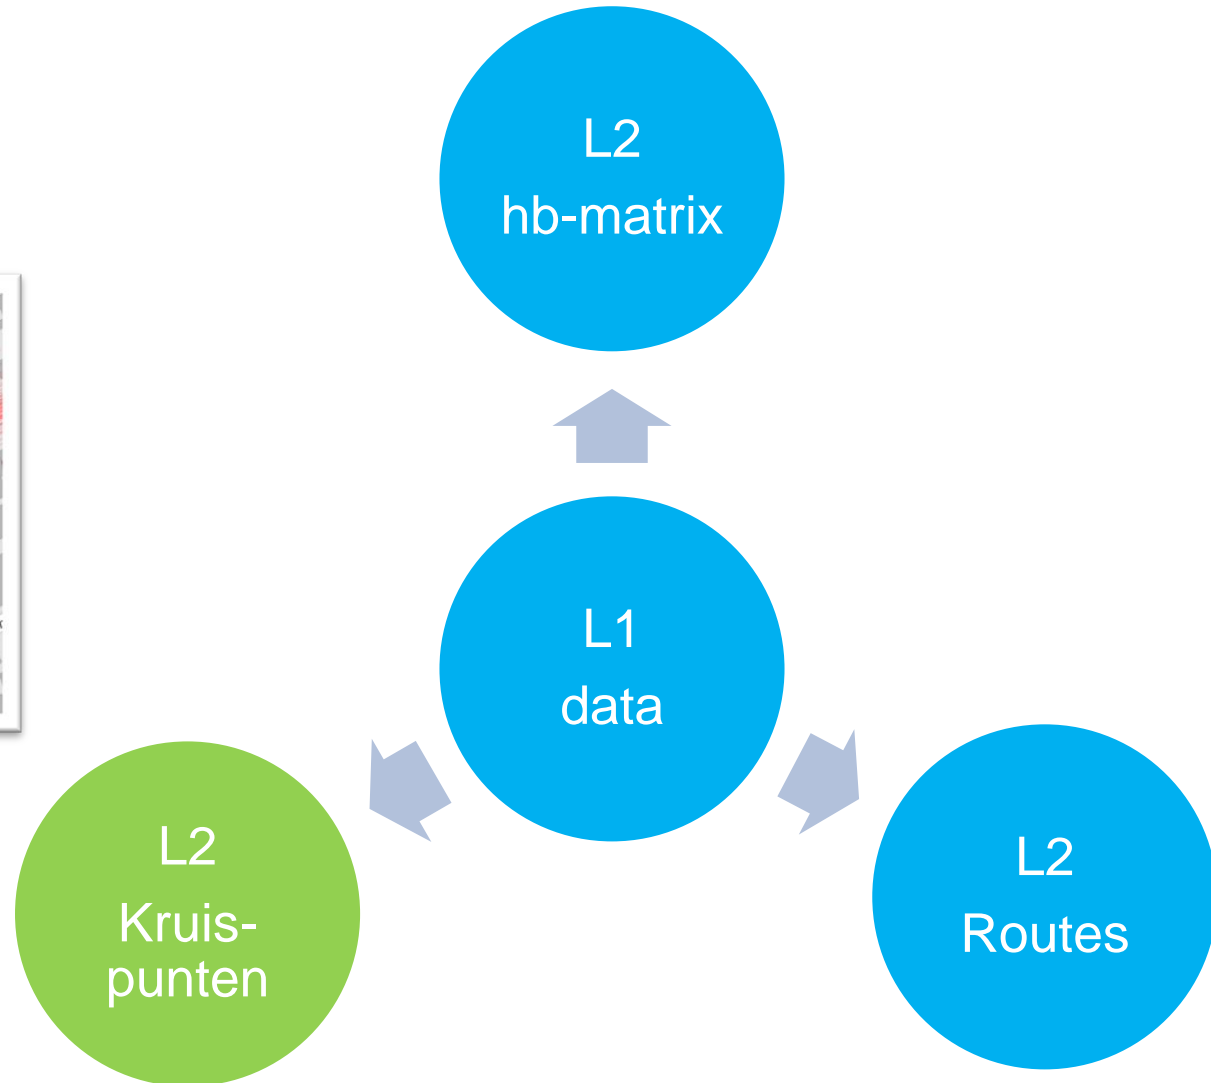 L2
hb-matrix
L1
data
L2
Kruis-
punten
L2
Routes